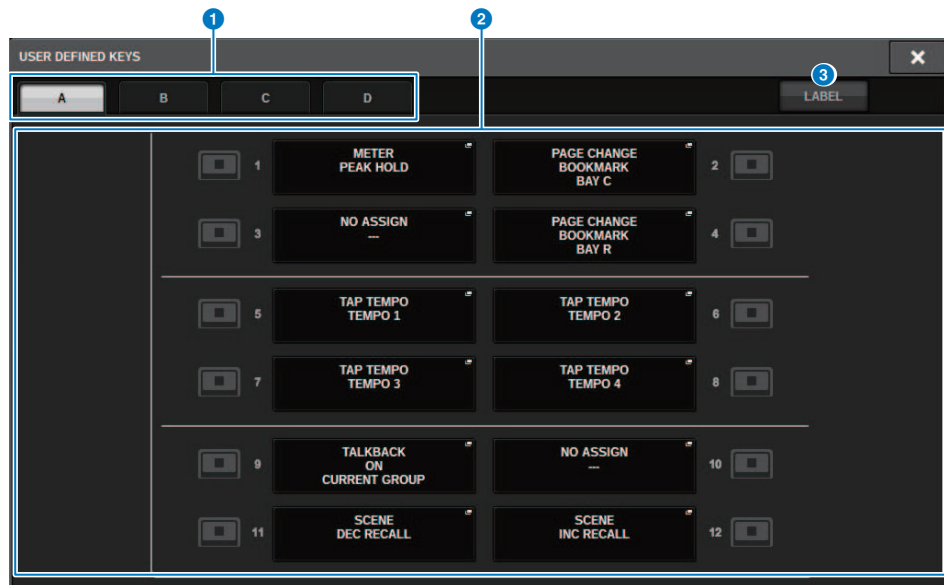 1 2
USER DEFINED KEYS ×
3
A B C D LABEL
1 METER PEAK HOLD PAGE CHANGE BOOKMARK BAY C 2
3 NO ASSIGN --- PAGE CHANGE BOOKMARK BAY R 4
5 TAP TEMPO TEMPO 1 TAP TEMPO TEMPO 2 6
7 TAP TEMPO TEMPO 3 TAP TEMPO TEMPO 4 8
9 TALKBACK ON CURRENT GROUP NO ASSIGN --- 10
11 SCENE DEC RECALL SCENE INC RECALL 12